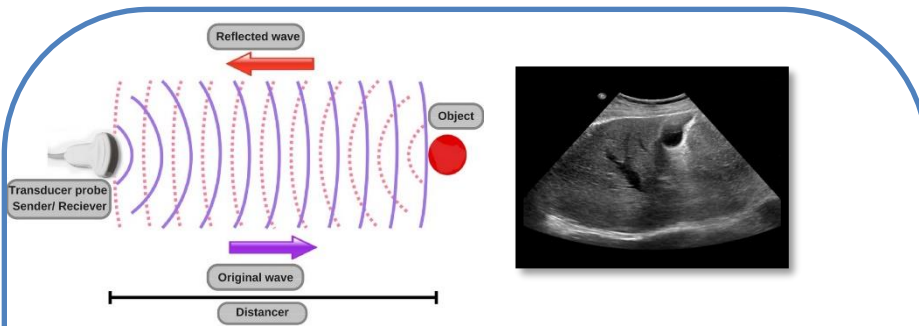 Reflected wave
Object
Transducer probe
Sender/ Reciever
Original wave
Distancer